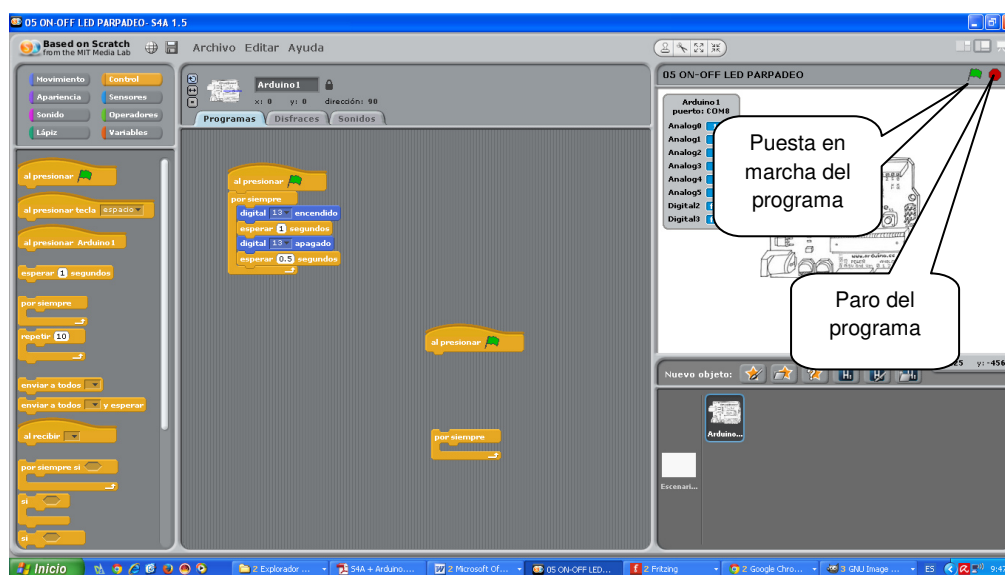 05 ON-OFF LED PARPADEO- S4A 1.5
Based on Scratch
from the MIT Media Lab
Archivo Editar Ayuda
Movimiento Control
Apariencia Sensores
Sonido Operadores
Lápiz Variables
Arduino1
x: 0 y: 0 dirección: 90
Programas Disfraces Sonidos
al presionar
al presionar tecla espacio
al presionar Arduino1
esperar 1 segundos
por siempre
repetir 10
enviar a todos
enviar a todos y esperar
al recibir
por siempre si
si
si
al presionar
por siempre
digital 13 encendido
esperar 1 segundos
digital 13 apagado
esperar 0.5 segundos
al presionar
por siempre
05 ON-OFF LED PARPADEO
Arduino1
puerto: COM8
Analog0
Analog1
Analog2
Analog3
Analog4
Analog5
Digital2
Digital3
Puesta en
marcha del
programa
Paro del
programa
y: -456
Nuevo objeto:
Arduino...
Escenari...
Inicio
2 Explorador ...
S4A + Arduino....
2 Microsoft Of...
05 ON-OFF LED...
2 Fritzing
2 Google Chro...
3 GNU Image ...
ES